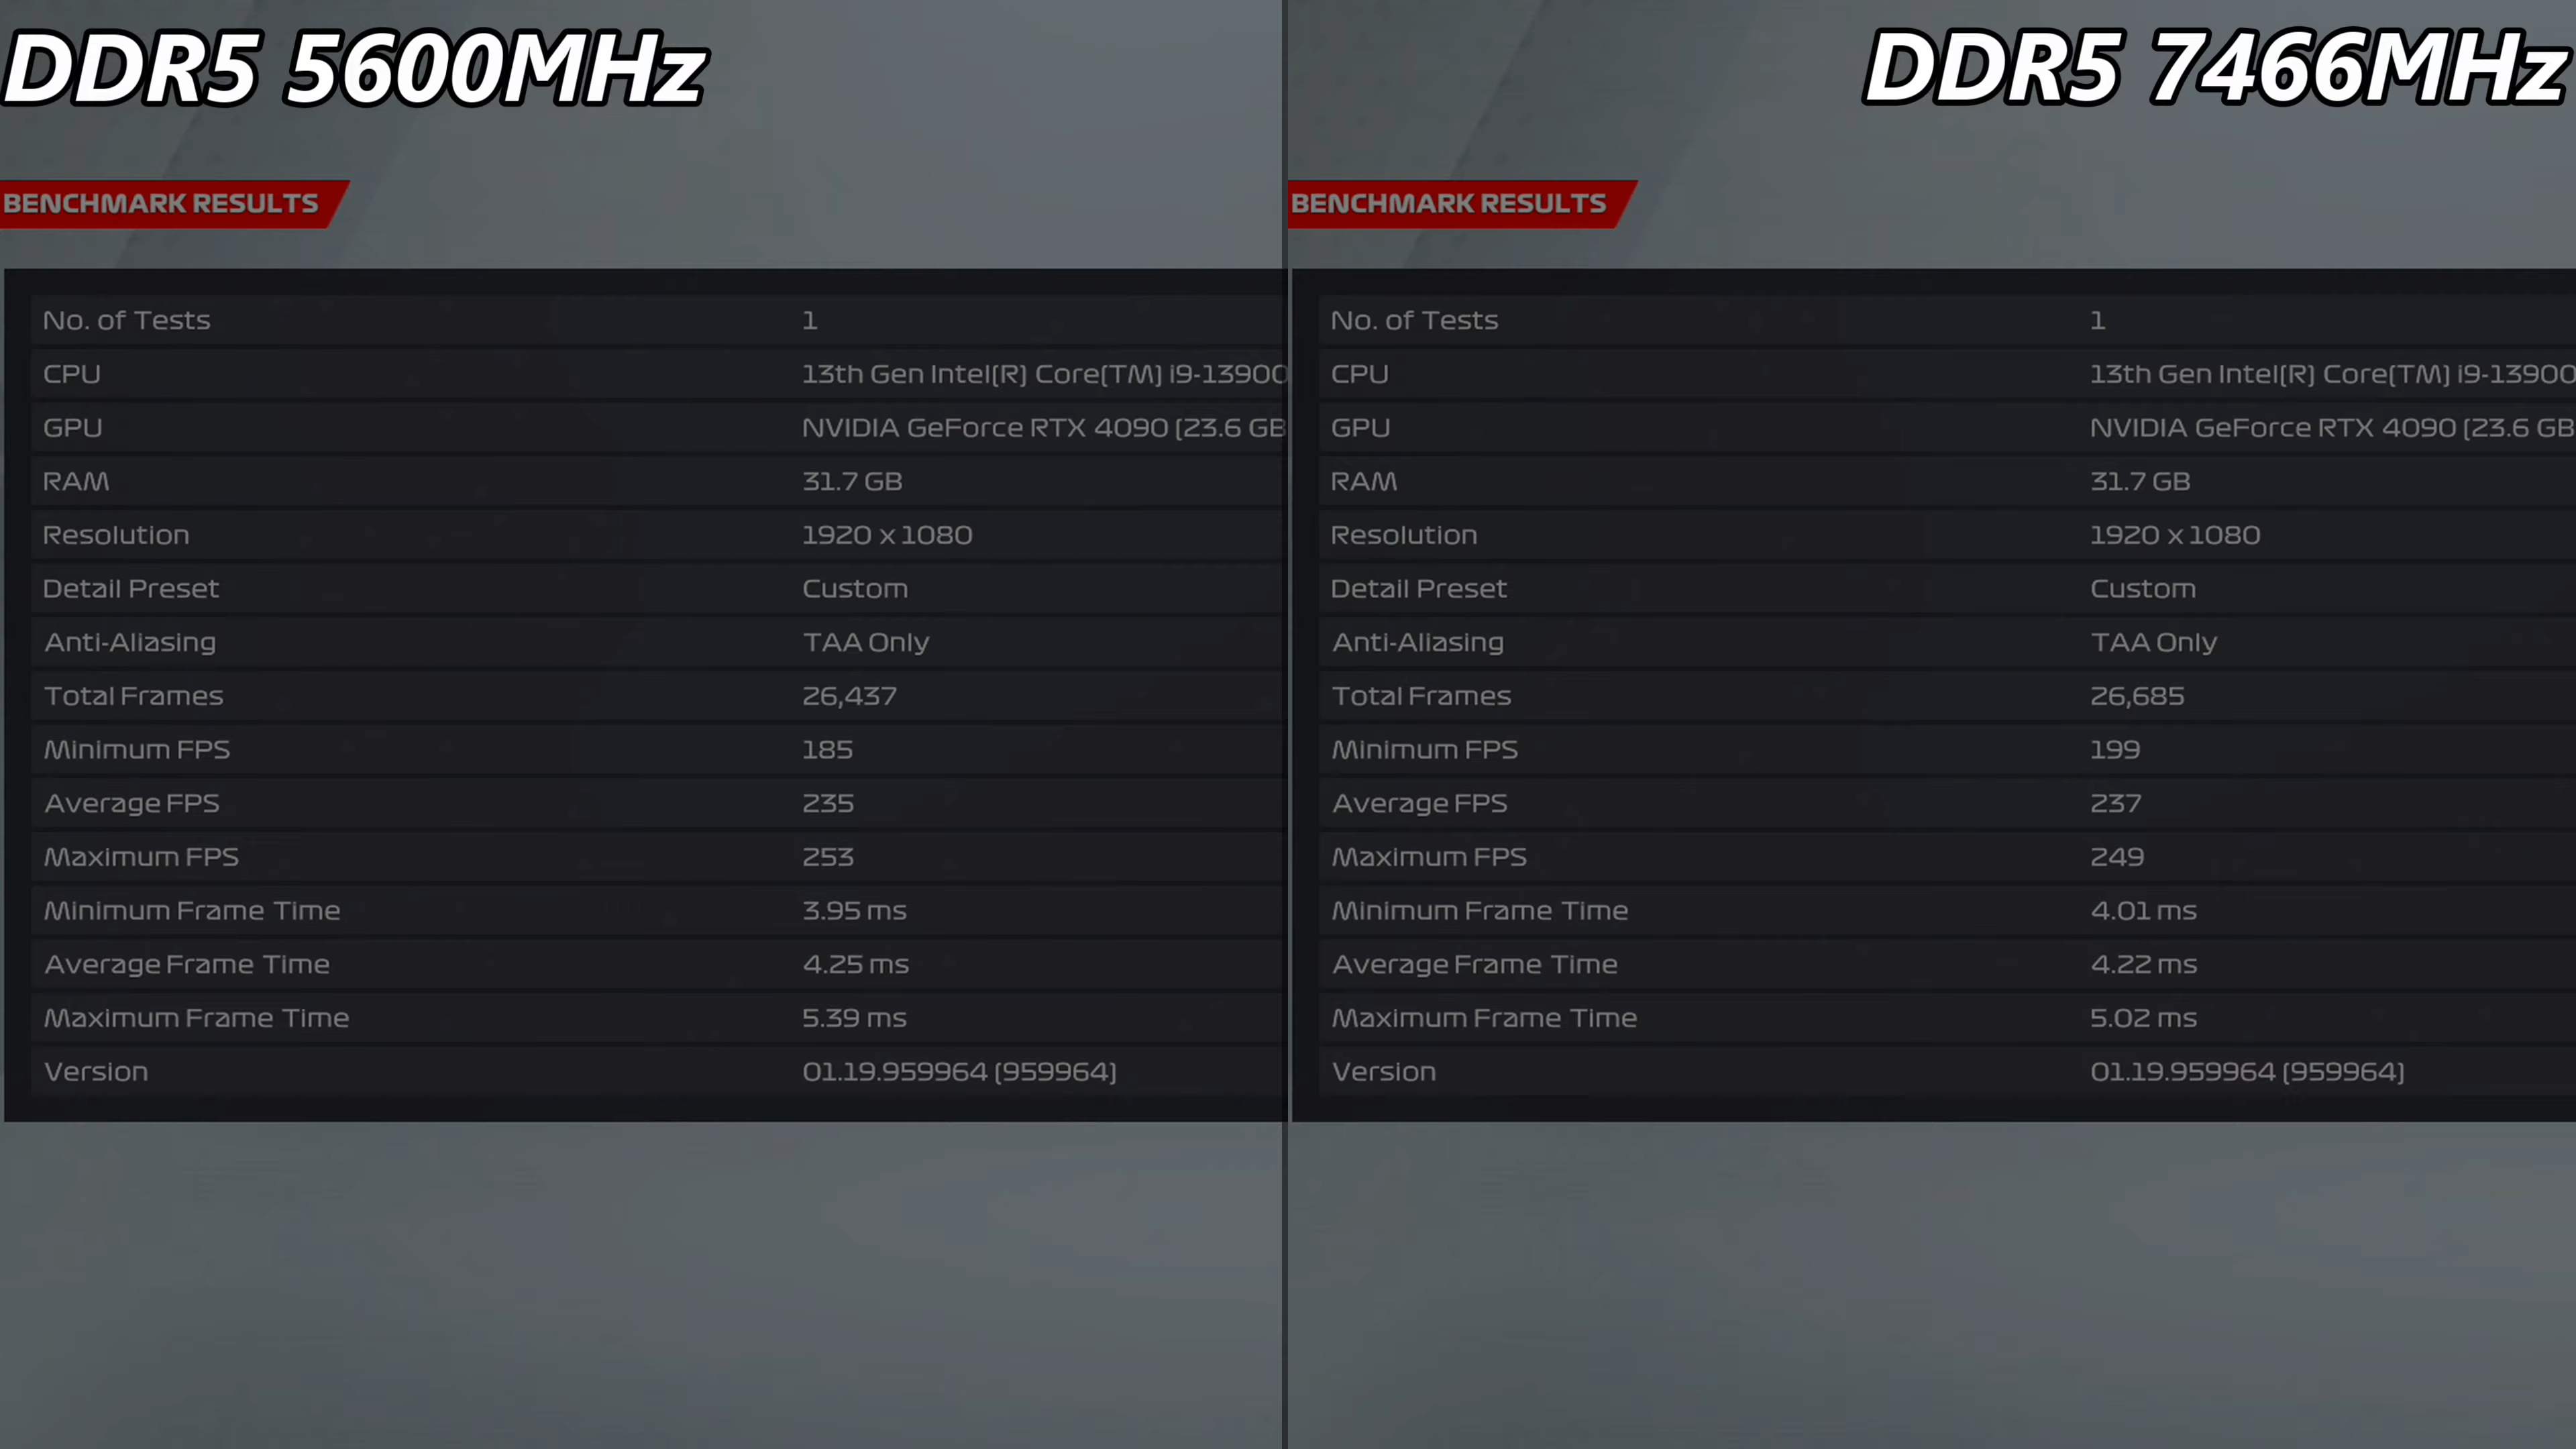 DDR5 5600MHz
BENCHMARK RESULTS
No. of Tests 1
CPU 13th Gen Intel(R) Core(TM) i9-13900
GPU NVIDIA GeForce RTX 4090 (23.6 GB
RAM 31.7 GB
Resolution 1920 x 1080
Detail Preset Custom
Anti-Aliasing TAA Only
Total Frames 26,437
Minimum FPS 185
Average FPS 235
Maximum FPS 253
Minimum Frame Time 3.95 ms
Average Frame Time 4.25 ms
Maximum Frame Time 5.39 ms
Version 01.19.959964 (959964)
DDR5 7466MHz
BENCHMARK RESULTS
No. of Tests 1
CPU 13th Gen Intel(R) Core(TM) i9-13900
GPU NVIDIA GeForce RTX 4090 (23.6 GB
RAM 31.7 GB
Resolution 1920 x 1080
Detail Preset Custom
Anti-Aliasing TAA Only
Total Frames 26,685
Minimum FPS 199
Average FPS 237
Maximum FPS 249
Minimum Frame Time 4.01 ms
Average Frame Time 4.22 ms
Maximum Frame Time 5.02 ms
Version 01.19.959964 (959964)